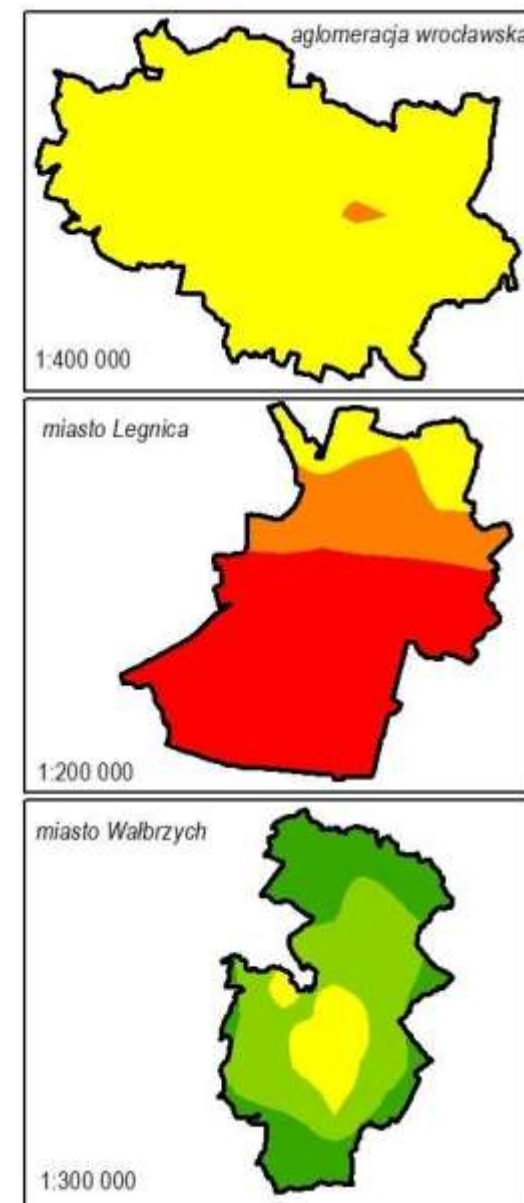 aglomeracja wrocławska
1:400 000
miasto Legnica
1:200 000
miasto Wałbrzych
1:300 000